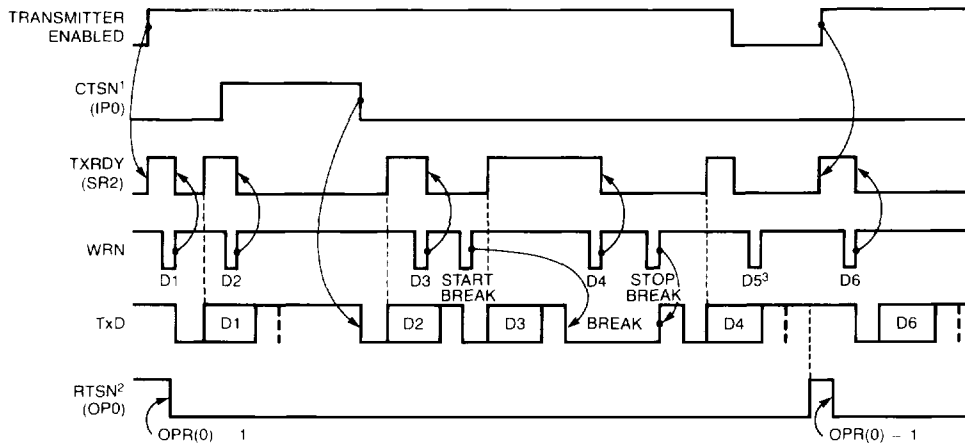 TRANSMITTER
ENABLED
CTSN¹
(IP0)
TXRDY
(SR2)
WRN
D1 D2 D3 START BREAK D4 STOP BREAK D5³ D6
TxD
D1 D2 D3 BREAK D4 D6
RTSN²
(OP0)
OPR(0) 1 OPR(0) – 1